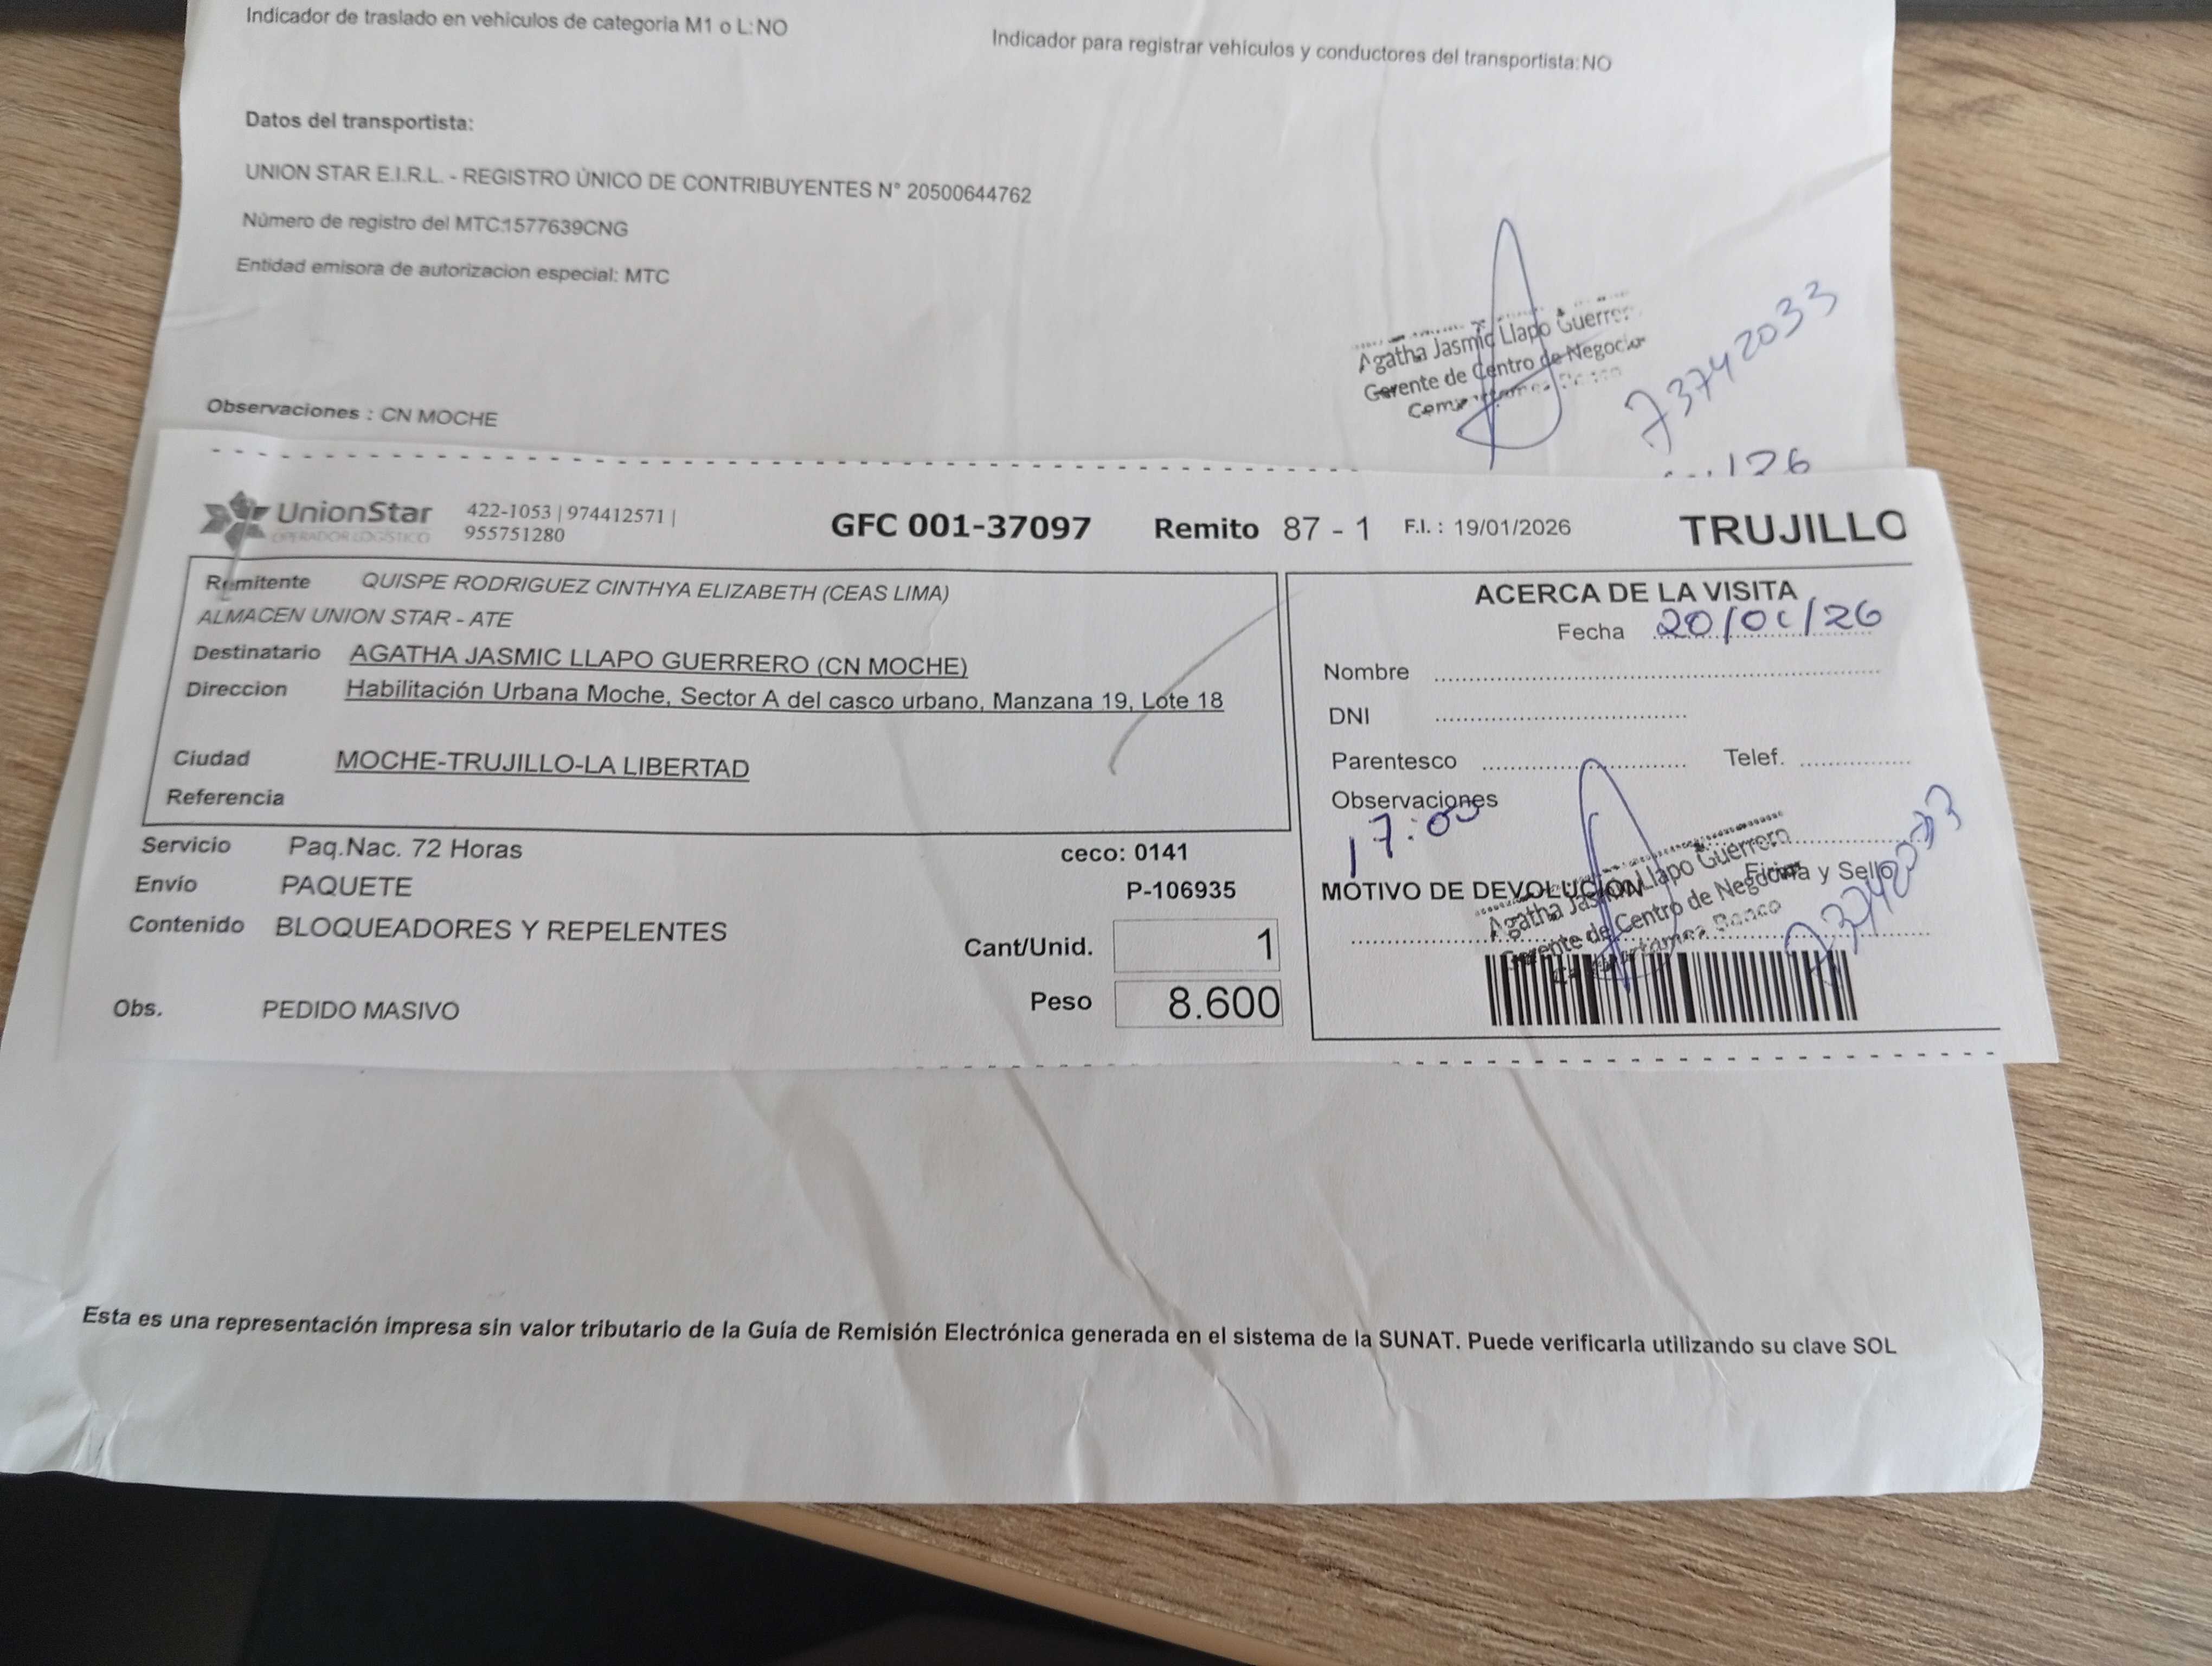 Indicador de traslado en vehiculos de categoria M1 o L: NO
Indicador para registrar vehículos y conductores del transportista: NO
Datos del transportista:
UNION STAR E.I.R.L. - REGISTRO ÚNICO DE CONTRIBUYENTES N° 20500644762
Número de registro del MTC:1577639CNG
Entidad emisora de autorizacion especial: MTC
Agatha Jasmic Llapo Guerrer
Gerente de Centro de Negocio
73742033
Observaciones : CN MOCHE
126
UnionStar
OPERADOR LOGÍSTICO
422-1053 | 974412571 |
955751280
GFC 001-37097 Remito 87 - 1 F.I. : 19/01/2026 TRUJILLO
Remitente QUISPE RODRIGUEZ CINTHYA ELIZABETH (CEAS LIMA)
ALMACEN UNION STAR - ATE
Destinatario AGATHA JASMIC LLAPO GUERRERO (CN MOCHE)
Direccion Habilitación Urbana Moche, Sector A del casco urbano, Manzana 19, Lote 18
Ciudad MOCHE-TRUJILLO-LA LIBERTAD
Referencia
Servicio Paq.Nac. 72 Horas
ceco: 0141
Envío PAQUETE
P-106935
Contenido BLOQUEADORES Y REPELENTES
Cant/Unid. 1
Peso 8.600
Obs. PEDIDO MASIVO
ACERCA DE LA VISITA
Fecha 20/01/26
Nombre
DNI
Parentesco Telef.
Observaciones
17:00
Firma y Sello
MOTIVO DE DEVOLUCIÓN
Agatha Jasmic Llapo Guerrero
Gerente de Centro de Negocio
Compartamos Banco
Esta es una representación impresa sin valor tributario de la Guía de Remisión Electrónica generada en el sistema de la SUNAT. Puede verificarla utilizando su clave SOL